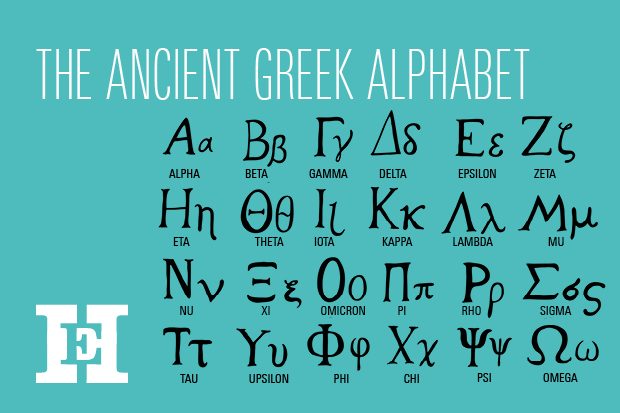 THE ANCIENT GREEK ALPHABET
Αα Ββ Γγ Δδ Εε Ζζ
ALPHA BETA GAMMA DELTA EPSILON ZETA
Ηη Θθ Ιι Κκ Λλ Μμ
ETA THETA IOTA KAPPA LAMBDA MU
Νν Ξξ Οο Ππ Ρρ Σσς
NU XI OMICRON PI RHO SIGMA
Ττ Υυ Φφ Χχ Ψψ Ωω
TAU UPSILON PHI CHI PSI OMEGA
HE